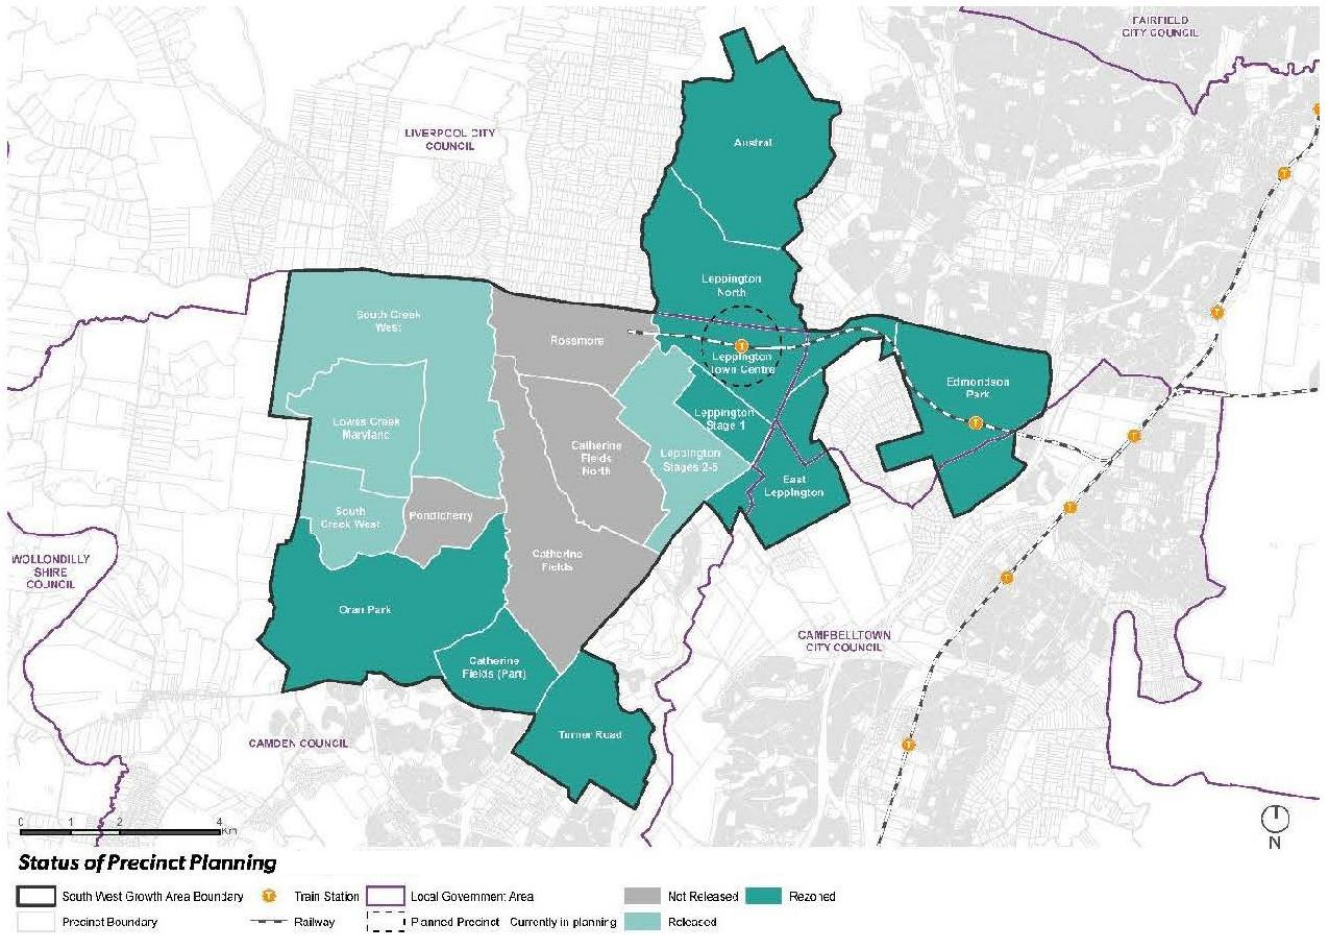 FAIRFIELD
CITY COUNCIL
LIVERPOOL CITY
COUNCIL
Austral
Leppington
North
South Creek
West
Rossmore
Leppington
Town Centre
Edmondson
Park
Lowes Creek
Maryland
Leppington
Stage 1
Catherine
Fields
North
Leppington
Stages 2-5
East
Leppington
South
Creek West
Pondicherry
Catherine
Fields
WOLLONDILLY
SHIRE
COUNCIL
Oran Park
CAMPBELLTOWN
CITY COUNCIL
Catherine
Fields (Part)
Turner Road
CAMDEN COUNCIL
0 1 2 4
Km
N
Status of Precinct Planning
South West Growth Area Boundary
T Train Station
Local Government Area
Not Released
Rezoned
Precinct Boundary
Railway
Planned Precinct - Currently in planning
Released